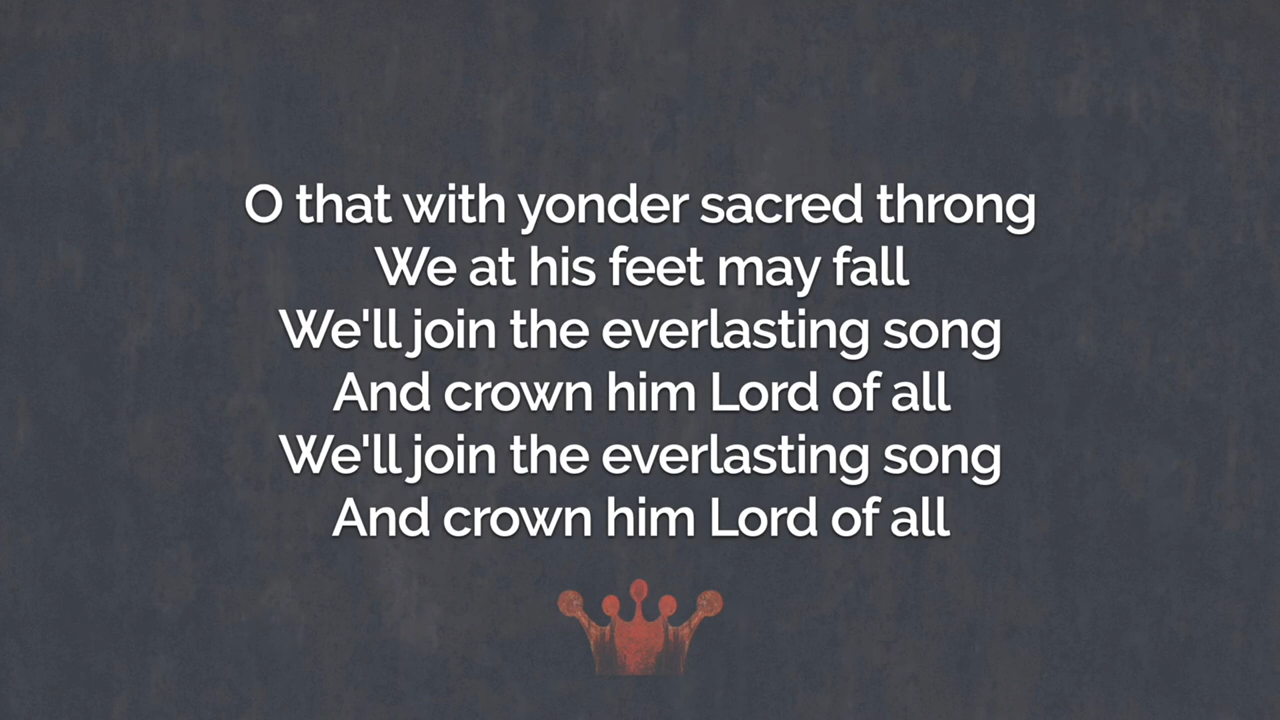 O that with yonder sacred throng
We at his feet may fall
We'll join the everlasting song
And crown him Lord of all
We'll join the everlasting song
And crown him Lord of all